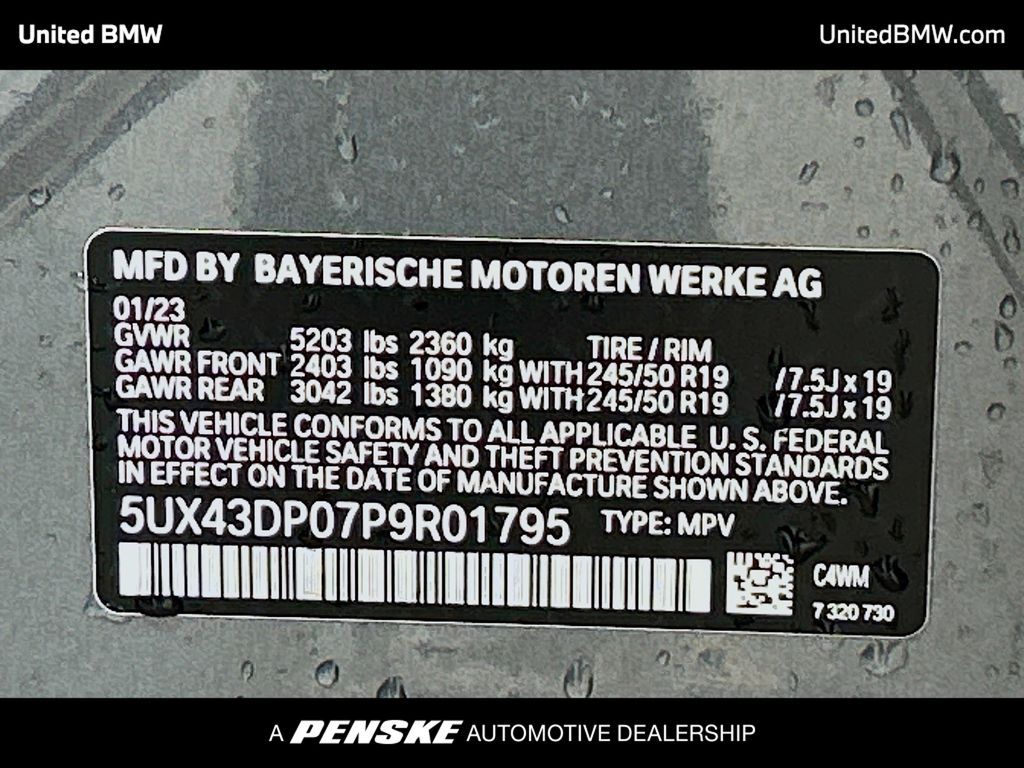 United BMW
UnitedBMW.com
MFD BY BAYERISCHE MOTOREN WERKE AG
01/23
GVWR 5203 lbs 2360 kg TIRE / RIM
GAWR FRONT 2403 lbs 1090 kg WITH 245/50 R19 /7.5J x 19
GAWR REAR 3042 lbs 1380 kg WITH 245/50 R19 /7.5J x 19
THIS VEHICLE CONFORMS TO ALL APPLICABLE U. S. FEDERAL
MOTOR VEHICLE SAFETY AND THEFT PREVENTION STANDARDS
IN EFFECT ON THE DATE OF MANUFACTURE SHOWN ABOVE.
5UX43DP07P9R01795 TYPE: MPV
C4WM
7 320 730
A PENSKE AUTOMOTIVE DEALERSHIP